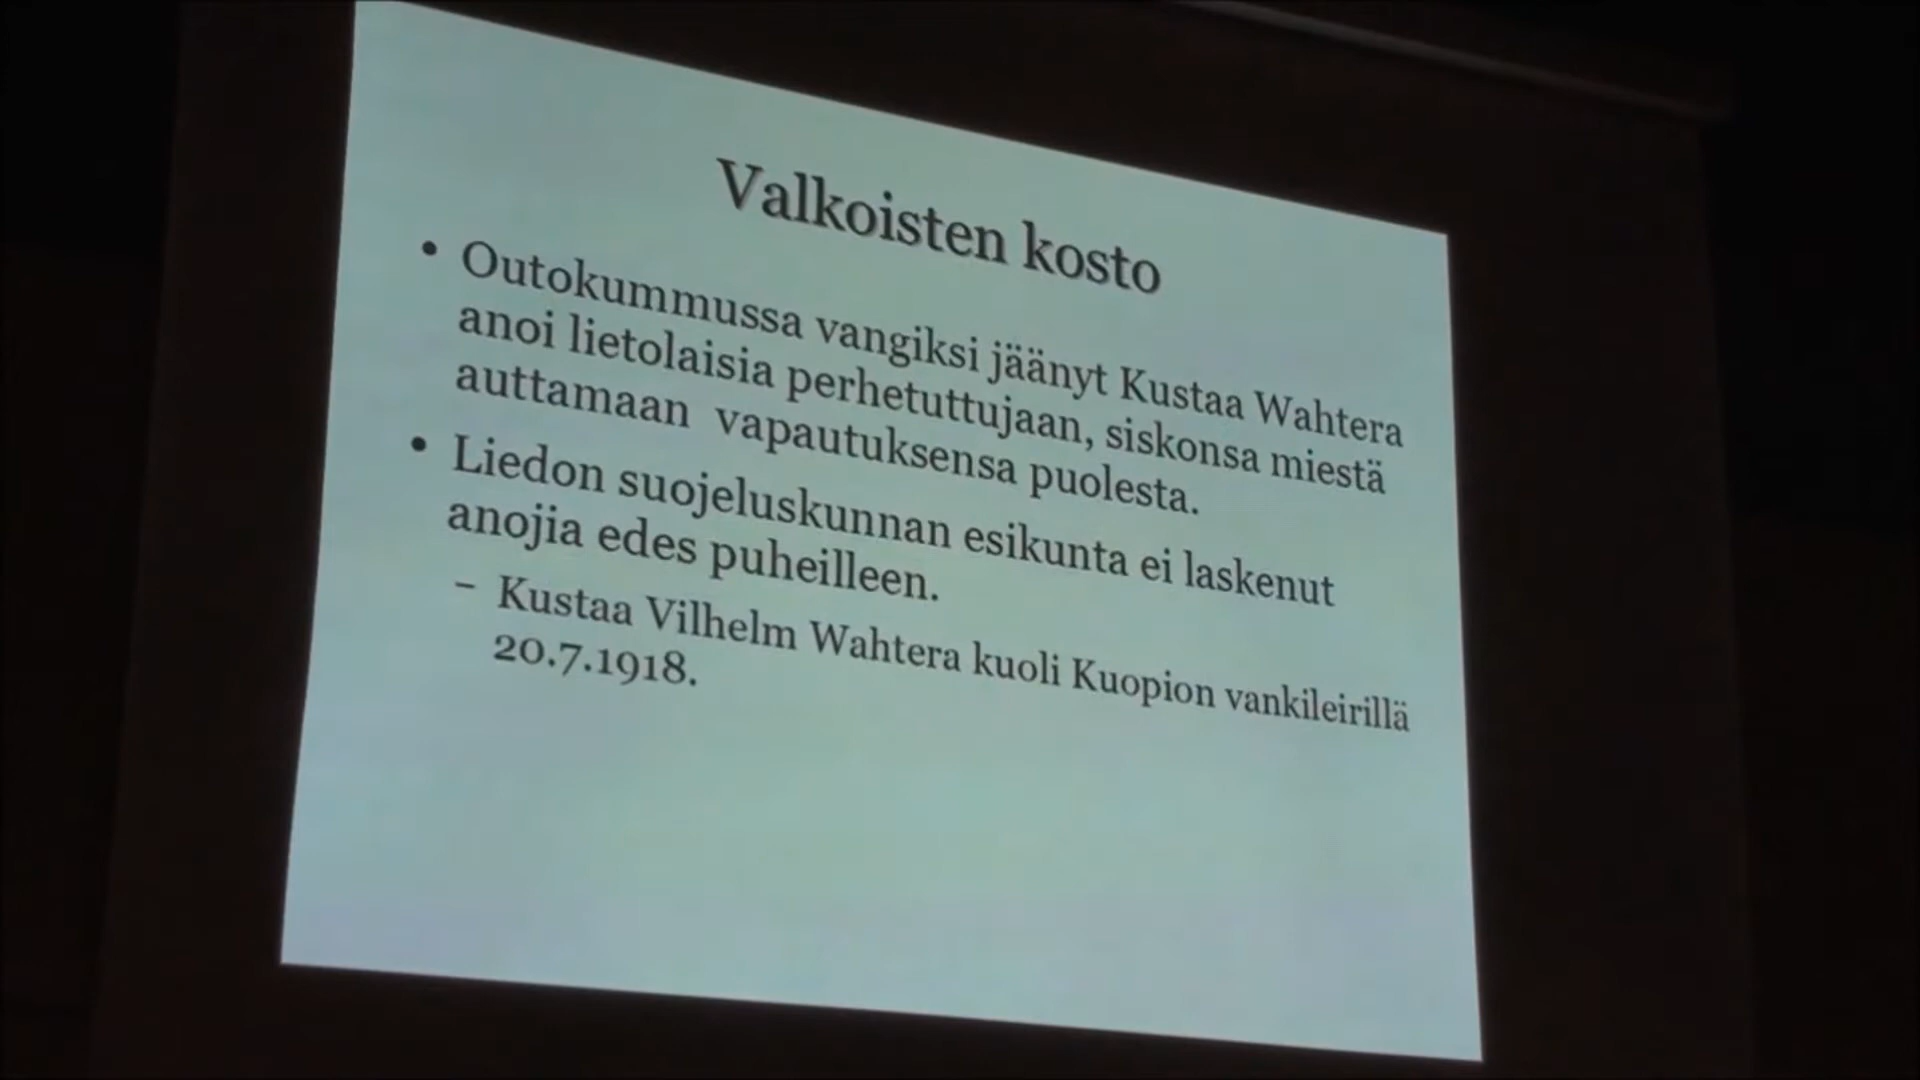 Valkoisten kosto
• Outokummussa vangiksi jäänyt Kustaa Wahtera
anoi lietolaisia perhetuttujaan, siskonsa miestä
auttamaan vapautuksensa puolesta.
• Liedon suojeluskunnan esikunta ei laskenut
anojia edes puheilleen.
– Kustaa Vilhelm Wahtera kuoli Kuopion vankileirillä
20.7.1918.